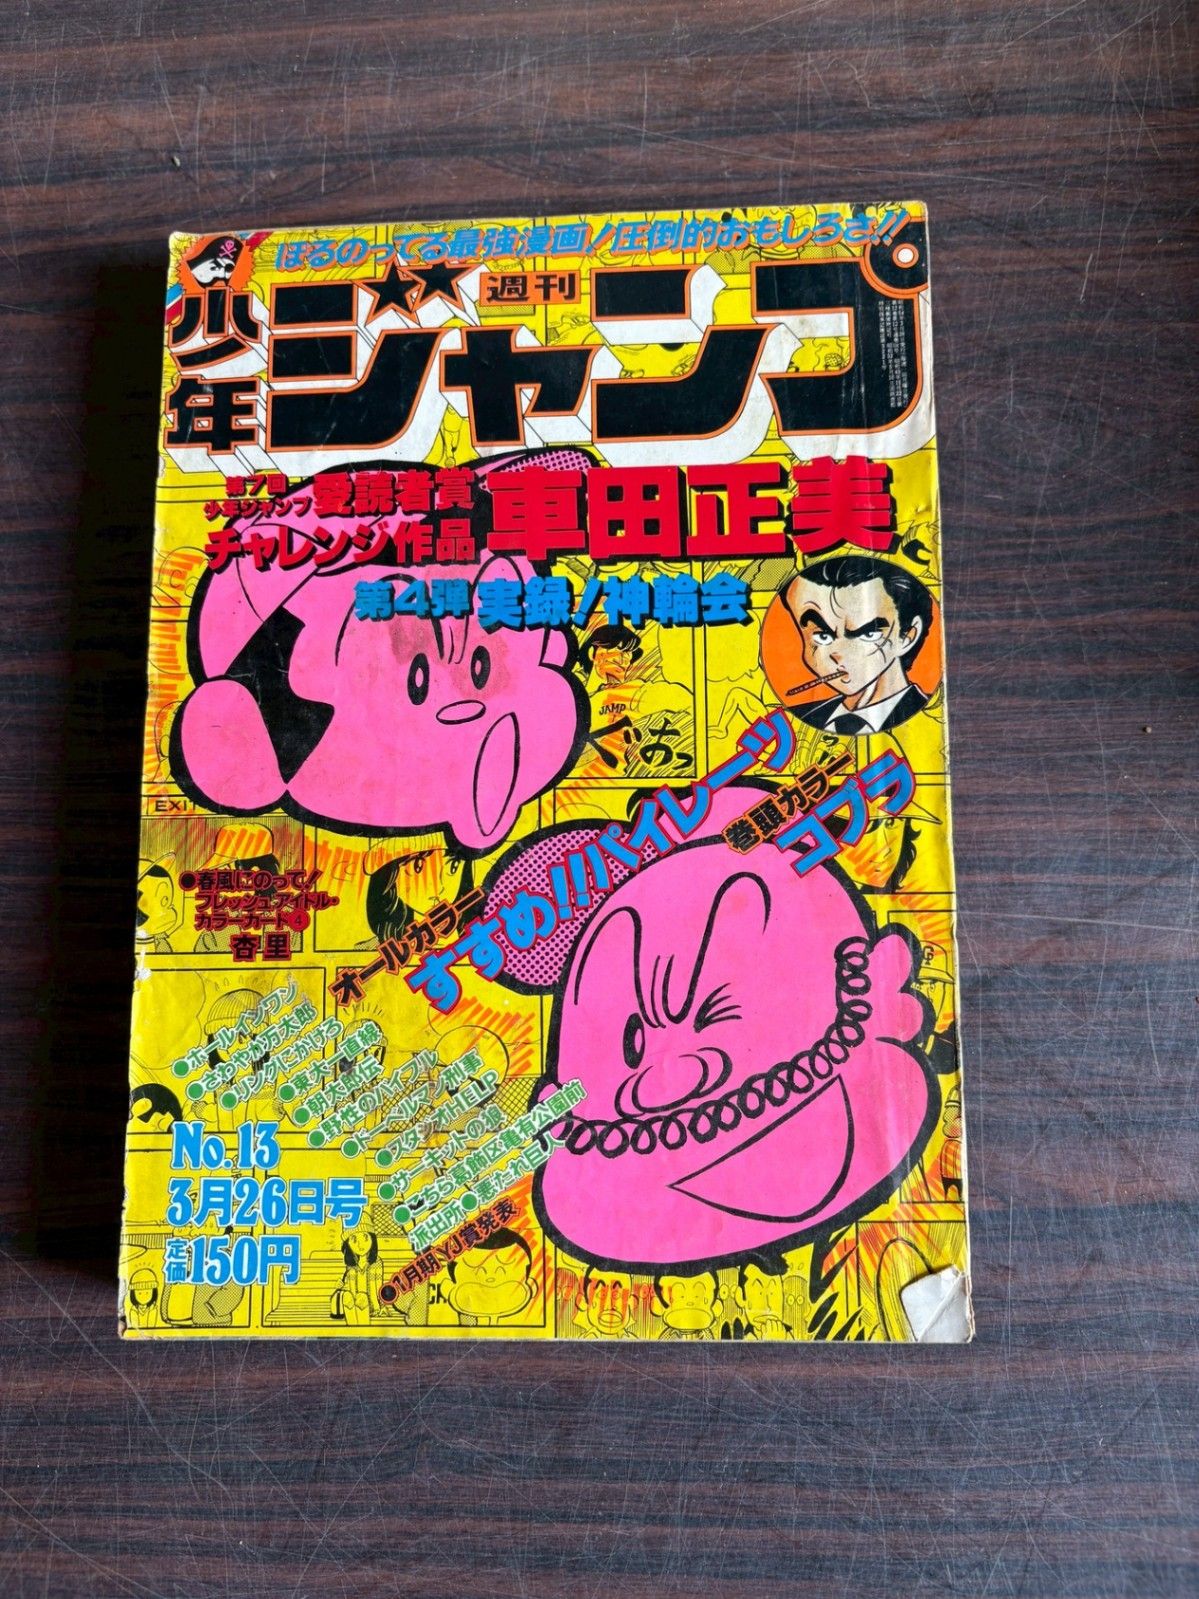 ほるのってる最強漫画!圧倒的おもしろさ!!
週刊
少年
ジャンプ
第7回
少年ジャンプ
愛読者賞
チャレンジ作品
車田正美
第4弾 実録!神輪会
JAMP
EXIT
巻頭カラー
コブラ
オールカラー
すすめ!!パイレーツ
●春風にのって!
フレッシュアイドル・
カラーカード④
杏里
●ホールインワン
●さわやか万太郎
●リングにかけろ
●東大一直線
●朝太郎伝
●野性のバイブル
●ドーベルマン刑事
●スタジオHELP
●サーキットの狼
●こちら葛飾区亀有公園前
派出所●悪たれ巨人
●1月期YJ賞発表
No.13
3月26日号
定価150円